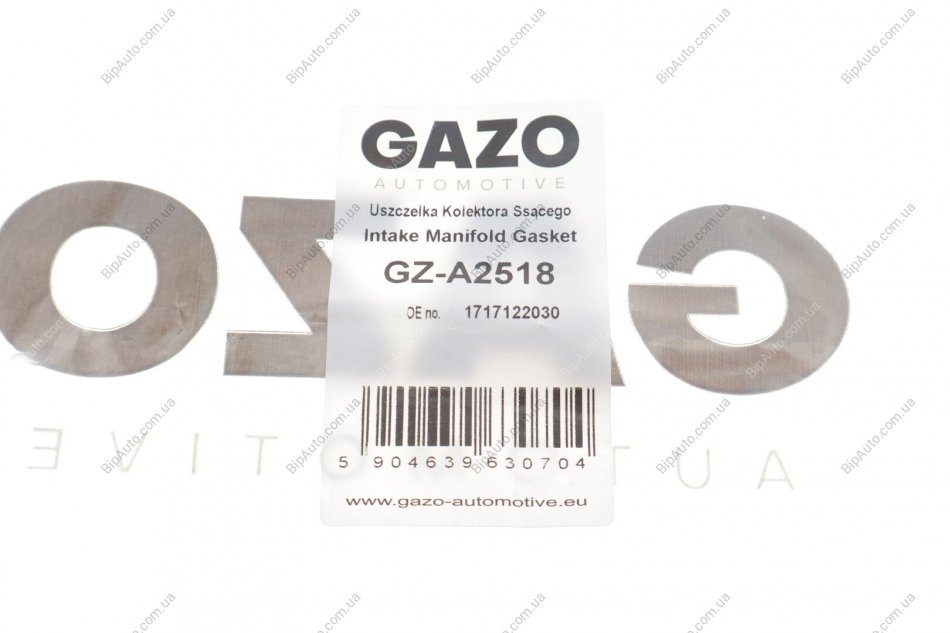 GAZO
AUTOMOTIVE
Uszczelka Kolektora Ssącego
Intake Manifold Gasket
GZ-A2518
OE no. 1717122030
5 904639 630704
www.gazo-automotive.eu
BipAuto.com.ua